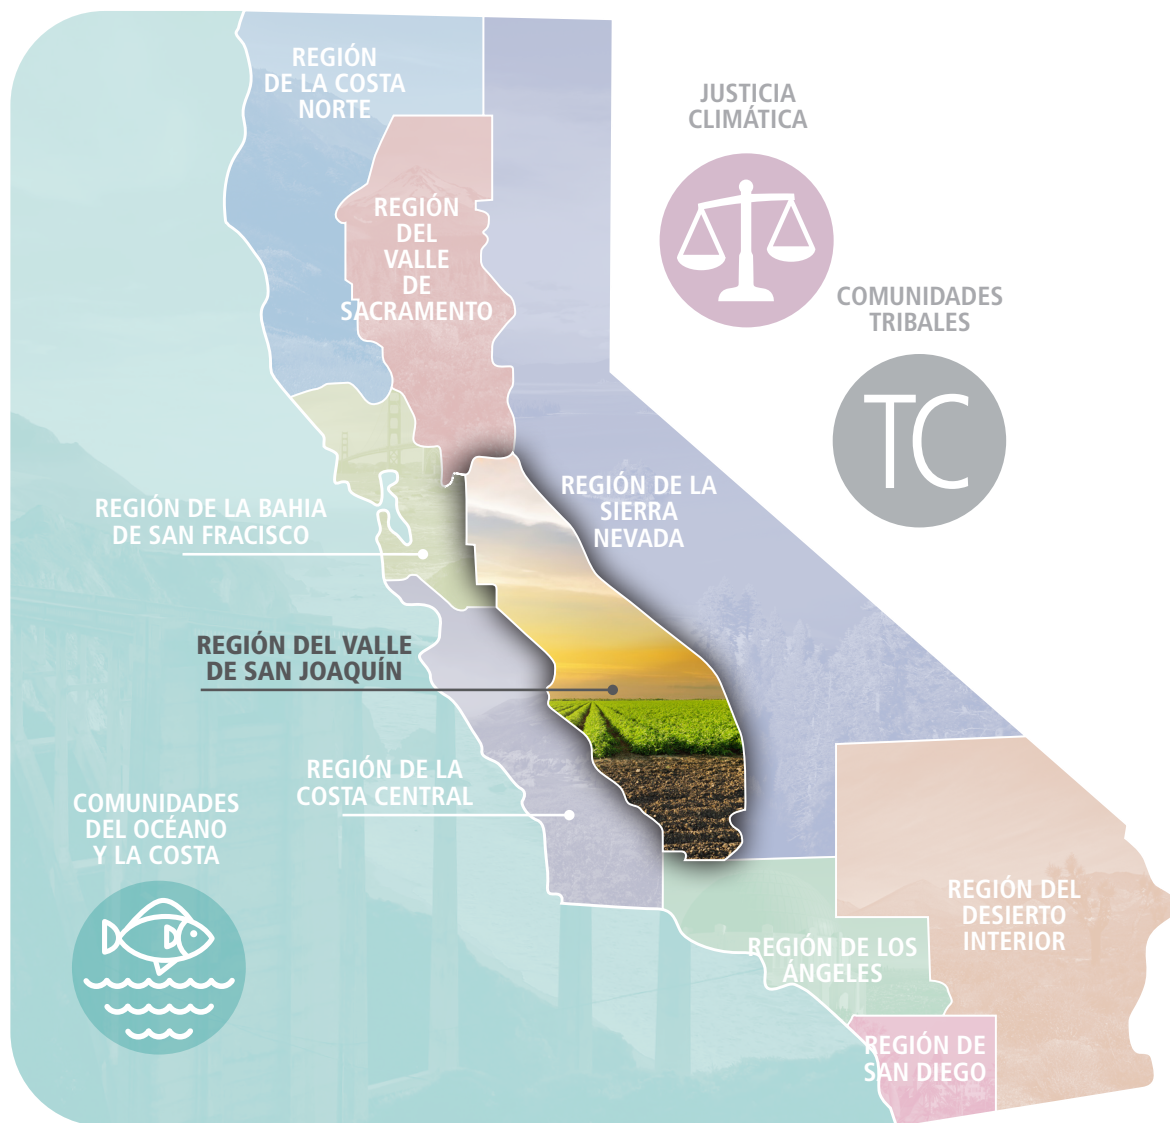 REGIÓN
DE LA COSTA
NORTE
JUSTICIA
CLIMÁTICA
REGIÓN
DEL
VALLE
DE
SACRAMENTO
COMUNIDADES
TRIBALES
TC
REGIÓN DE LA
SIERRA
NEVADA
REGIÓN DE LA BAHIA
DE SAN FRACISCO
REGIÓN DEL VALLE
DE SAN JOAQUÍN
REGIÓN DE LA
COSTA CENTRAL
COMUNIDADES
DEL OCÉANO
Y LA COSTA
REGIÓN DEL
DESIERTO
INTERIOR
REGIÓN DE LOS
ÁNGELES
REGIÓN DE
SAN DIEGO